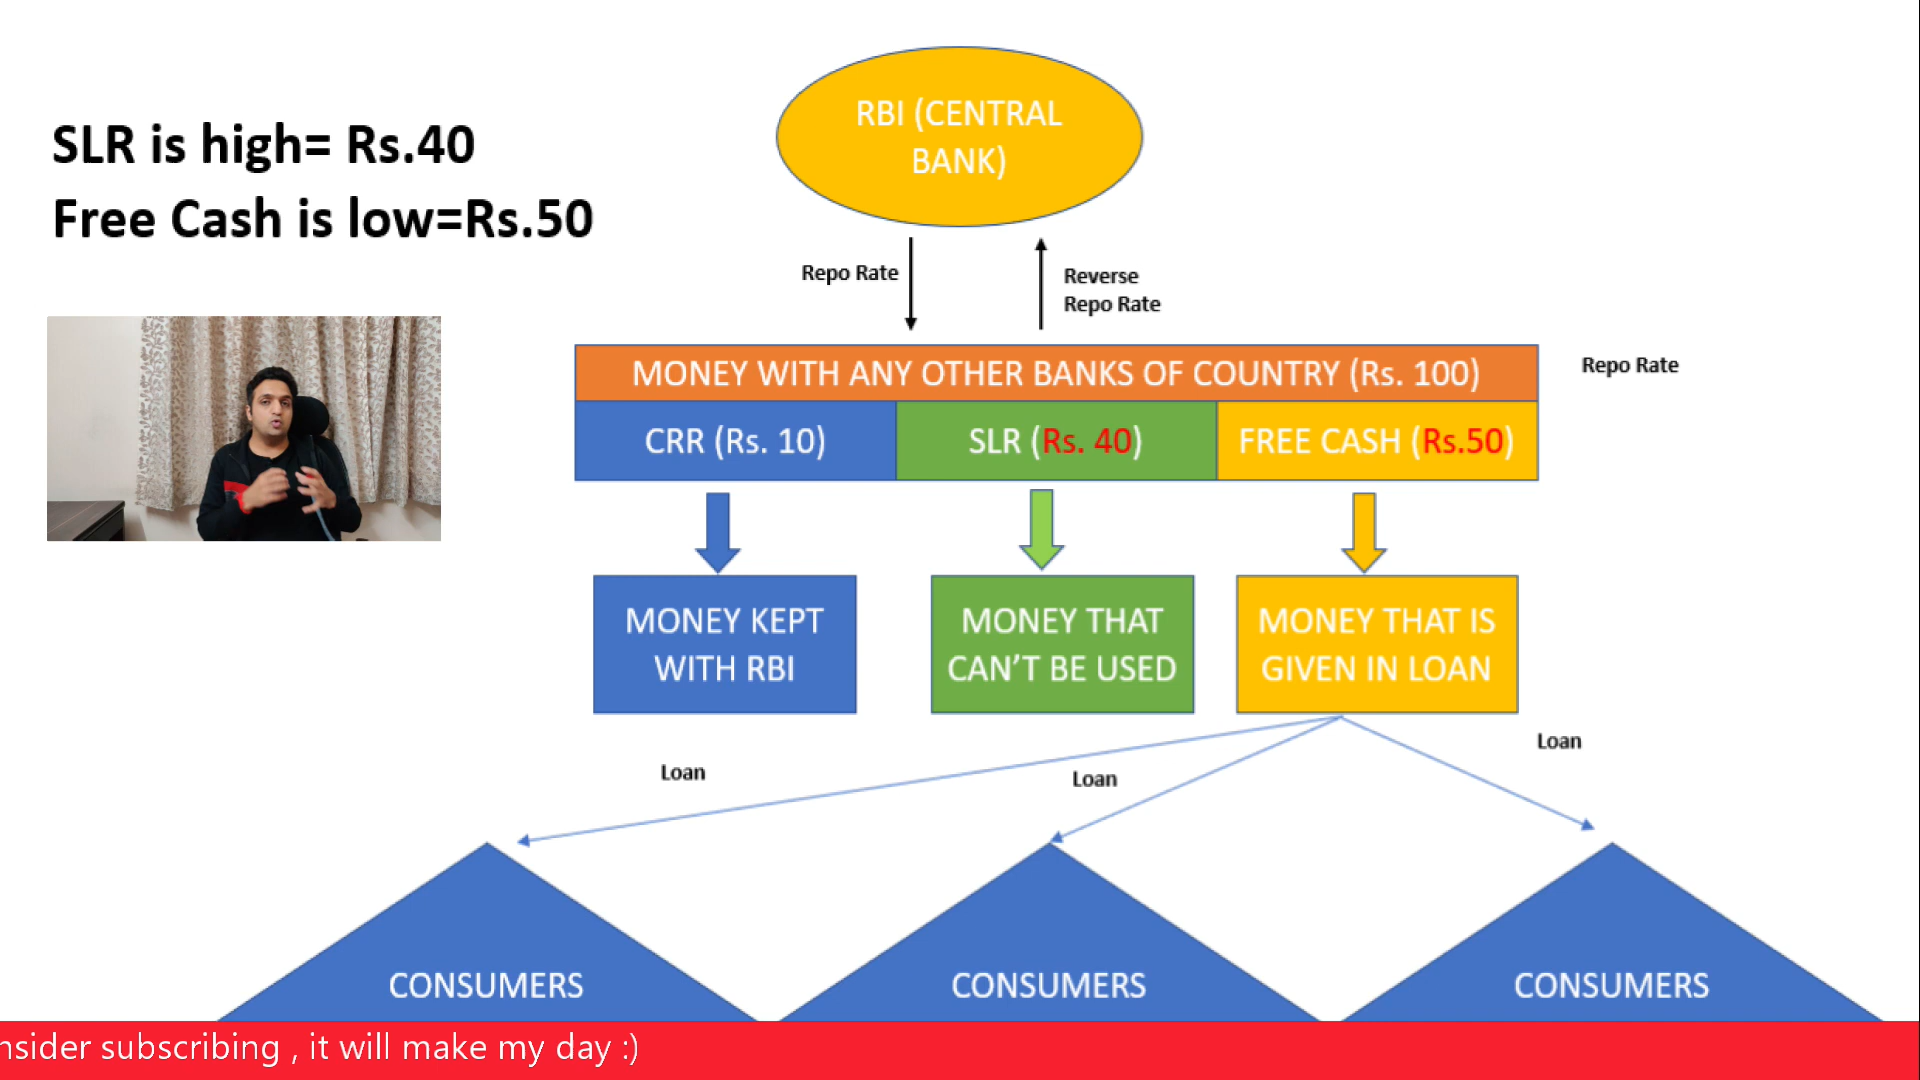 SLR is high= Rs.40
Free Cash is low=Rs.50
RBI (CENTRAL
BANK)
Repo Rate
Reverse
Repo Rate
MONEY WITH ANY OTHER BANKS OF COUNTRY (Rs. 100)
Repo Rate
CRR (Rs. 10)
SLR (Rs. 40)
FREE CASH (Rs.50)
MONEY KEPT
WITH RBI
MONEY THAT
CAN'T BE USED
MONEY THAT IS
GIVEN IN LOAN
Loan
Loan
Loan
CONSUMERS
CONSUMERS
CONSUMERS
subscribing , it will make my day :)